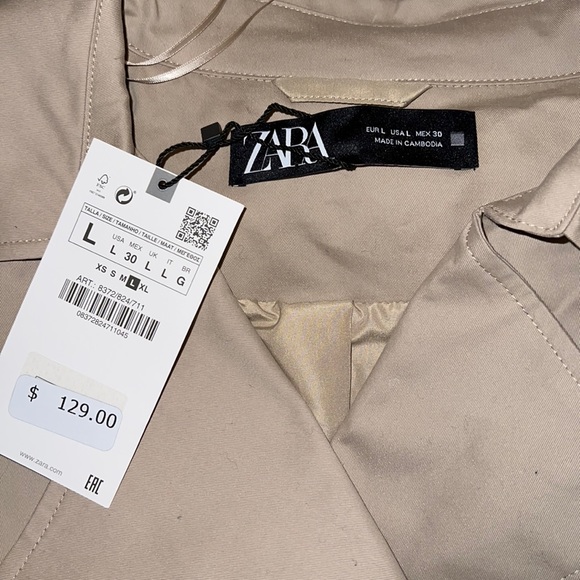 ZARA
EUR L USA L MEX 30
MADE IN CAMBODIA
TALLA / SIZE / TAMANHO / TAILLE / MAAT / ΜΕΓΕΘΟΣ
L
USA MEX UK IT BR
L 30 L L G
XS S M L XL
ART.: 8372/824/711
08372824711045
$ 129.00
www.zara.com
EAC